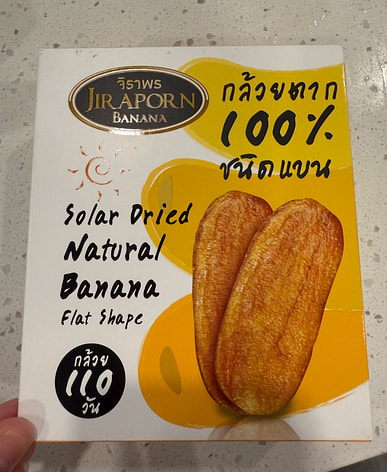 จิราพร
JIRAPORN
BANANA
กล้วยตาก
100%
ชนิดแบน
Solar Dried
Natural
Banana
Flat Shape
กล้วย
110
วัน